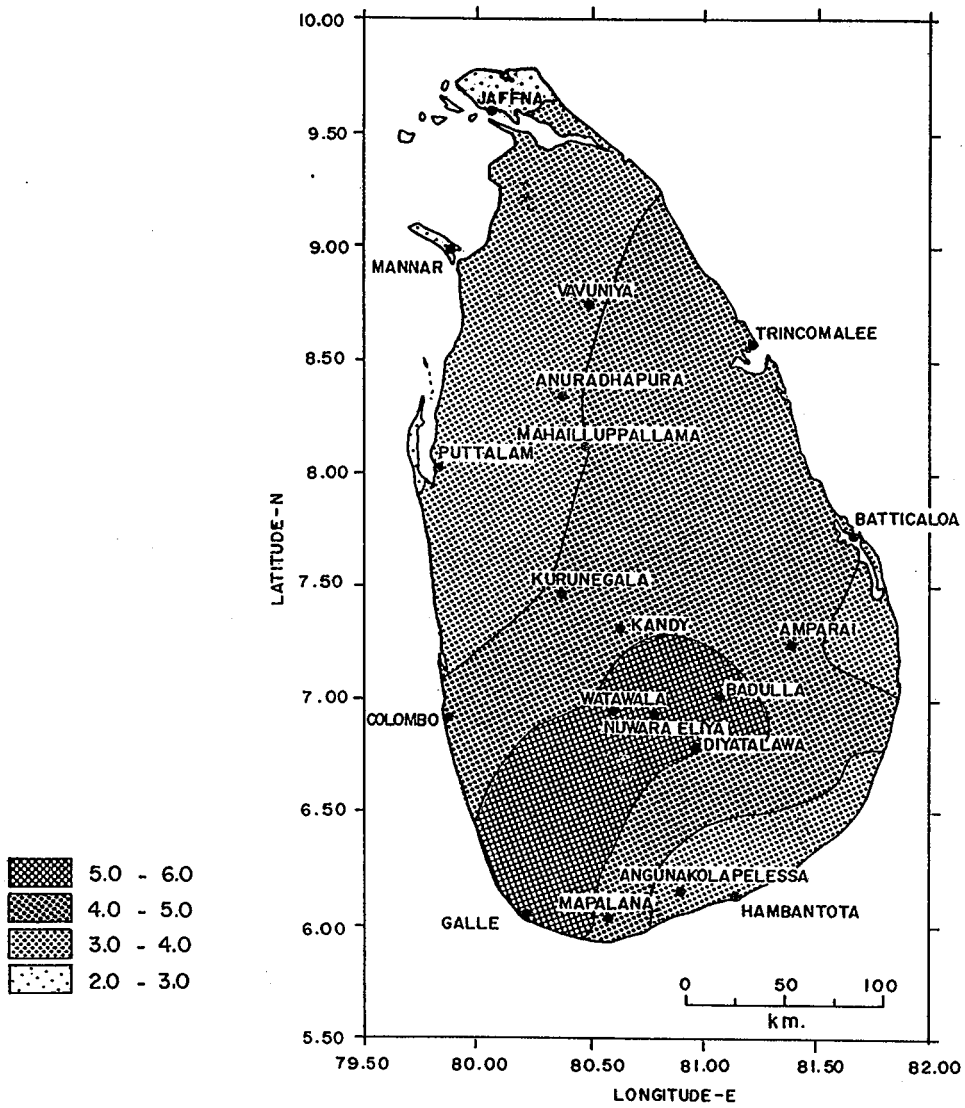 10.00
JAFFNA
9.50
9.00
MANNAR
VAVUNIYA
TRINCOMALEE
8.50
ANURADHAPURA
MAHAILLUPPALLAMA
PUTTALAM
8.00
BATTICALOA
LATITUDE-N
7.50
KURUNEGALA
KANDY
AMPARAI
7.00
BADULLA
WATAWALA
COLOMBO
NUWARA ELIYA
DIYATALAWA
6.50
5.0 - 6.0
4.0 - 5.0
3.0 - 4.0
2.0 - 3.0
ANGUNAKOLAPELESSA
MAPALANA
HAMBANTOTA
GALLE
6.00
0 50 100
km.
5.50
79.50 80.00 80.50 81.00 81.50 82.00
LONGITUDE-E